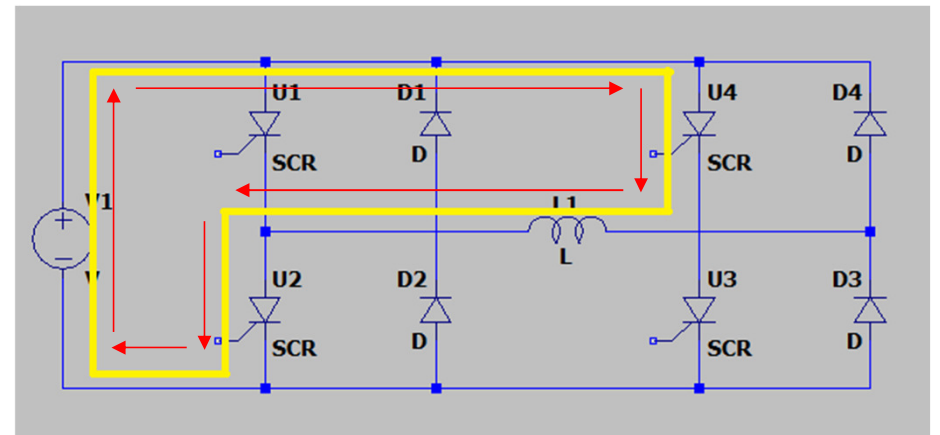 U1 D1 U4 D4
SCR D SCR D
V1 L1
+
−
V L
U2 D2 U3 D3
SCR D SCR D